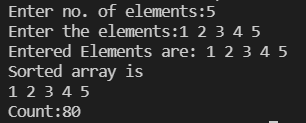 Enter no. of elements:5
Enter the elements:1 2 3 4 5
Entered Elements are: 1 2 3 4 5
Sorted array is
1 2 3 4 5
Count:80